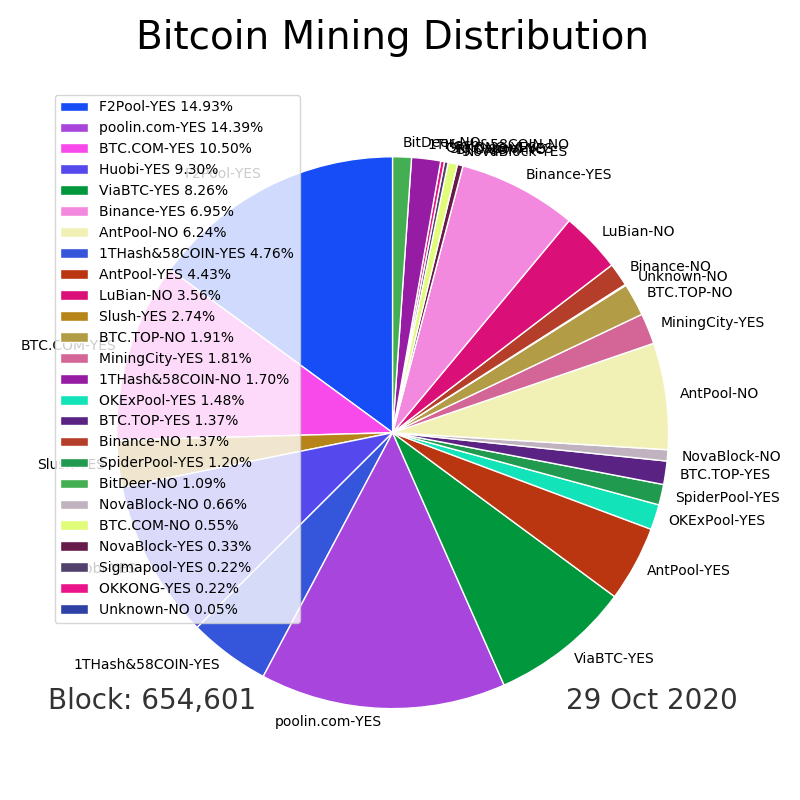 Bitcoin Mining Distribution
F2Pool-YES 14.93%
poolin.com-YES 14.39%
BTC.COM-YES 10.50%
Huobi-YES 9.30%
ViaBTC-YES 8.26%
Binance-YES 6.95%
AntPool-NO 6.24%
1THash&58COIN-YES 4.76%
AntPool-YES 4.43%
LuBian-NO 3.56%
Slush-YES 2.74%
BTC.TOP-NO 1.91%
MiningCity-YES 1.81%
1THash&58COIN-NO 1.70%
OKExPool-YES 1.48%
BTC.TOP-YES 1.37%
Binance-NO 1.37%
SpiderPool-YES 1.20%
BitDeer-NO 1.09%
NovaBlock-NO 0.66%
BTC.COM-NO 0.55%
NovaBlock-YES 0.33%
Sigmapool-YES 0.22%
OKKONG-YES 0.22%
Unknown-NO 0.05%
BitDeer-NO
1THash&58COIN-NO
NovaBlock-YES
Binance-YES
LuBian-NO
Binance-NO
Unknown-NO
BTC.TOP-NO
MiningCity-YES
AntPool-NO
NovaBlock-NO
BTC.TOP-YES
SpiderPool-YES
OKExPool-YES
AntPool-YES
ViaBTC-YES
poolin.com-YES
1THash&58COIN-YES
BTC.COM-YES
Block: 654,601
29 Oct 2020